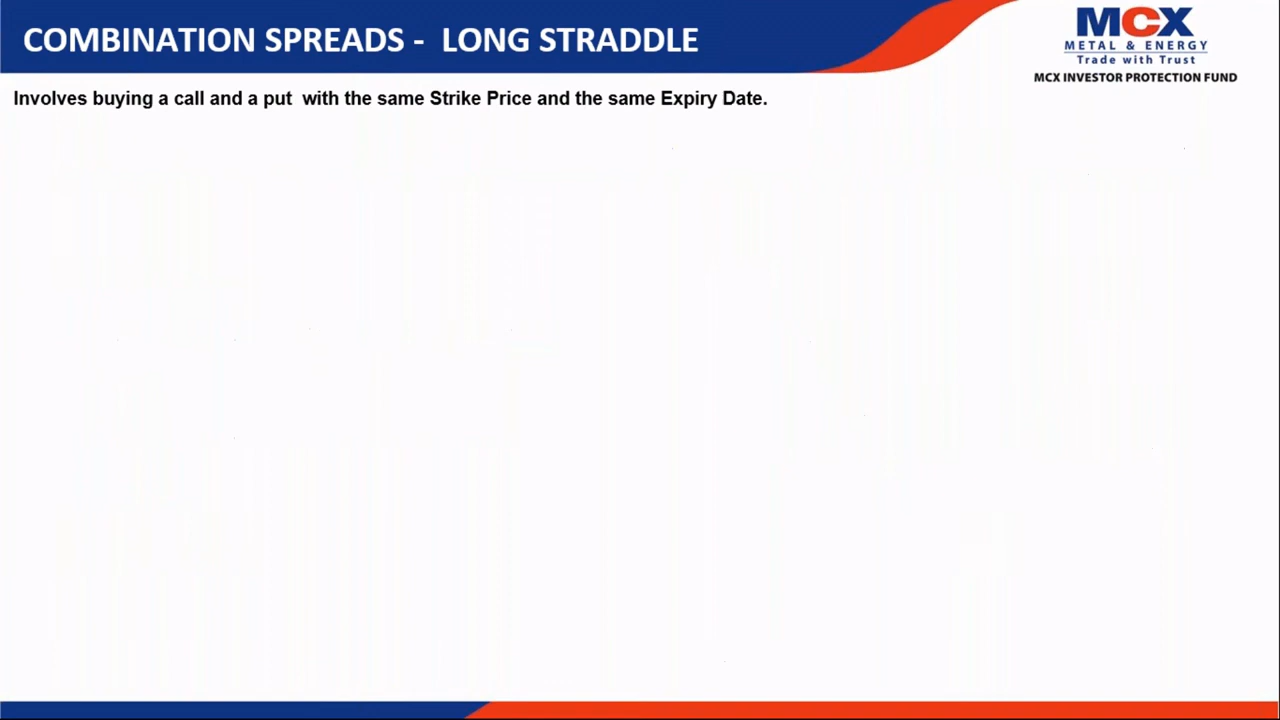 COMBINATION SPREADS - LONG STRADDLE
MCX
METAL & ENERGY
Trade with Trust
MCX INVESTOR PROTECTION FUND
Involves buying a call and a put with the same Strike Price and the same Expiry Date.